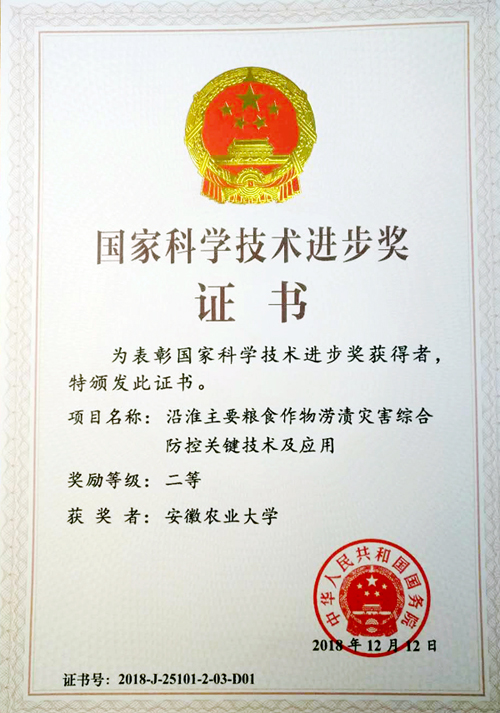 国家科学技术进步奖
证书
为表彰国家科学技术进步奖获得者，
特颁发此证书。
项目名称：沿淮主要粮食作物涝渍灾害综合
防控关键技术及应用
奖励等级：二等
获奖者：安徽农业大学
中华人民共和国国务院
2018年12月12日
证书号：2018-J-25101-2-03-D01